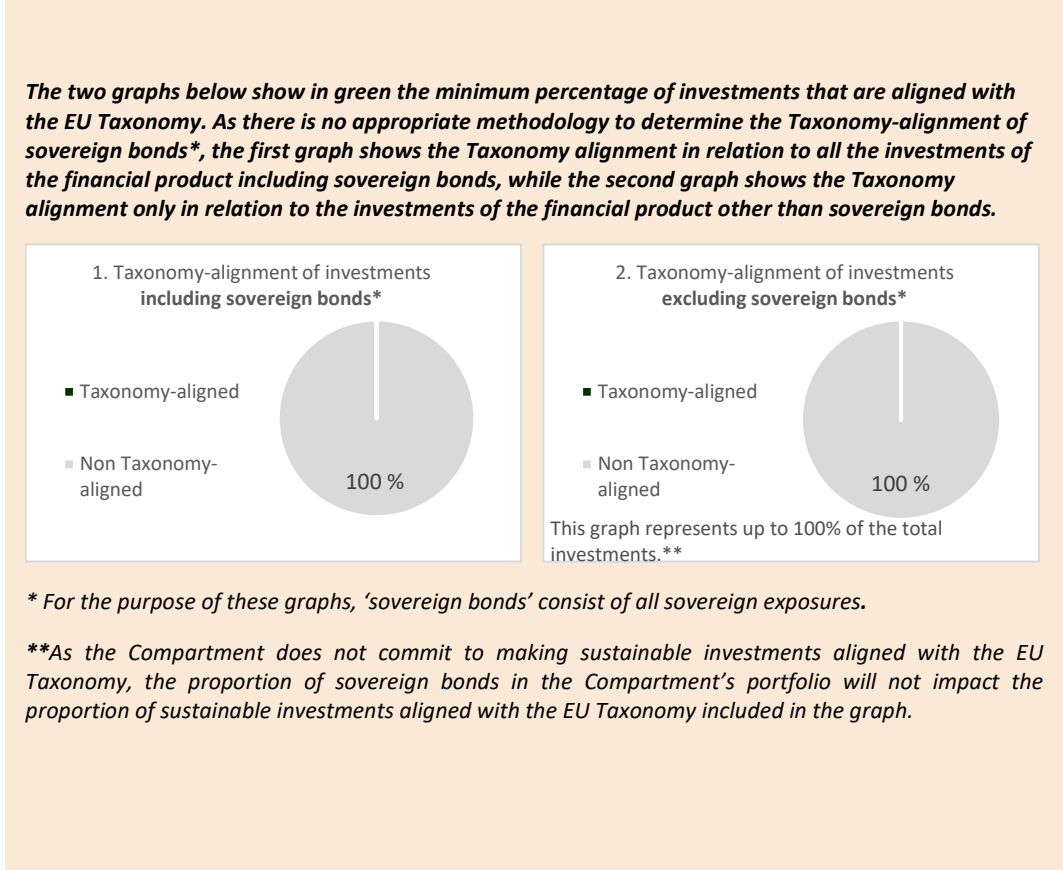 The two graphs below show in green the minimum percentage of investments that are aligned with
the EU Taxonomy. As there is no appropriate methodology to determine the Taxonomy-alignment of
sovereign bonds*, the first graph shows the Taxonomy alignment in relation to all the investments of
the financial product including sovereign bonds, while the second graph shows the Taxonomy
alignment only in relation to the investments of the financial product other than sovereign bonds.
1. Taxonomy-alignment of investments
including sovereign bonds*
Taxonomy-aligned
Non Taxonomy-
aligned
100 %
2. Taxonomy-alignment of investments
excluding sovereign bonds*
Taxonomy-aligned
Non Taxonomy-
aligned
100 %
This graph represents up to 100% of the total
investments.**
* For the purpose of these graphs, ‘sovereign bonds’ consist of all sovereign exposures.
**As the Compartment does not commit to making sustainable investments aligned with the EU
Taxonomy, the proportion of sovereign bonds in the Compartment’s portfolio will not impact the
proportion of sustainable investments aligned with the EU Taxonomy included in the graph.